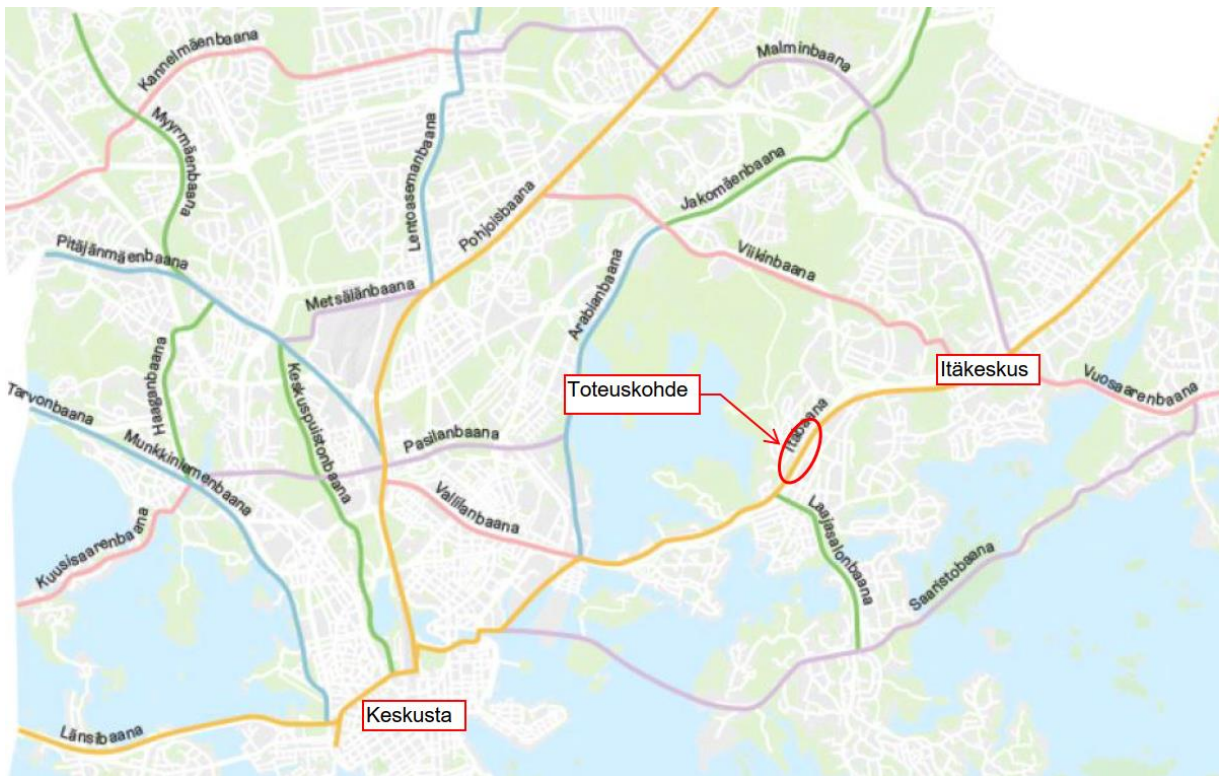 Kannelmäenbaana
Malminbaana
Myyrmäenbaana
Lentoasemanbaana
Jakomäenbaana
Pohjoisbaana
Pitäjänmäenbaana
Viikinbaana
Metsälänbaana
Arabianbaana
Itäkeskus
Haaganbaana
Keskuspuistonbaana
Toteuskohde
Vuosaarenbaana
Tarvonbaana
Itäbaana
Munkkiniemenbaana
Pasilanbaana
Vallilanbaana
Laajasalonbaana
Kuusisaarenbaana
Saaristobaana
Keskusta
Länsibaana